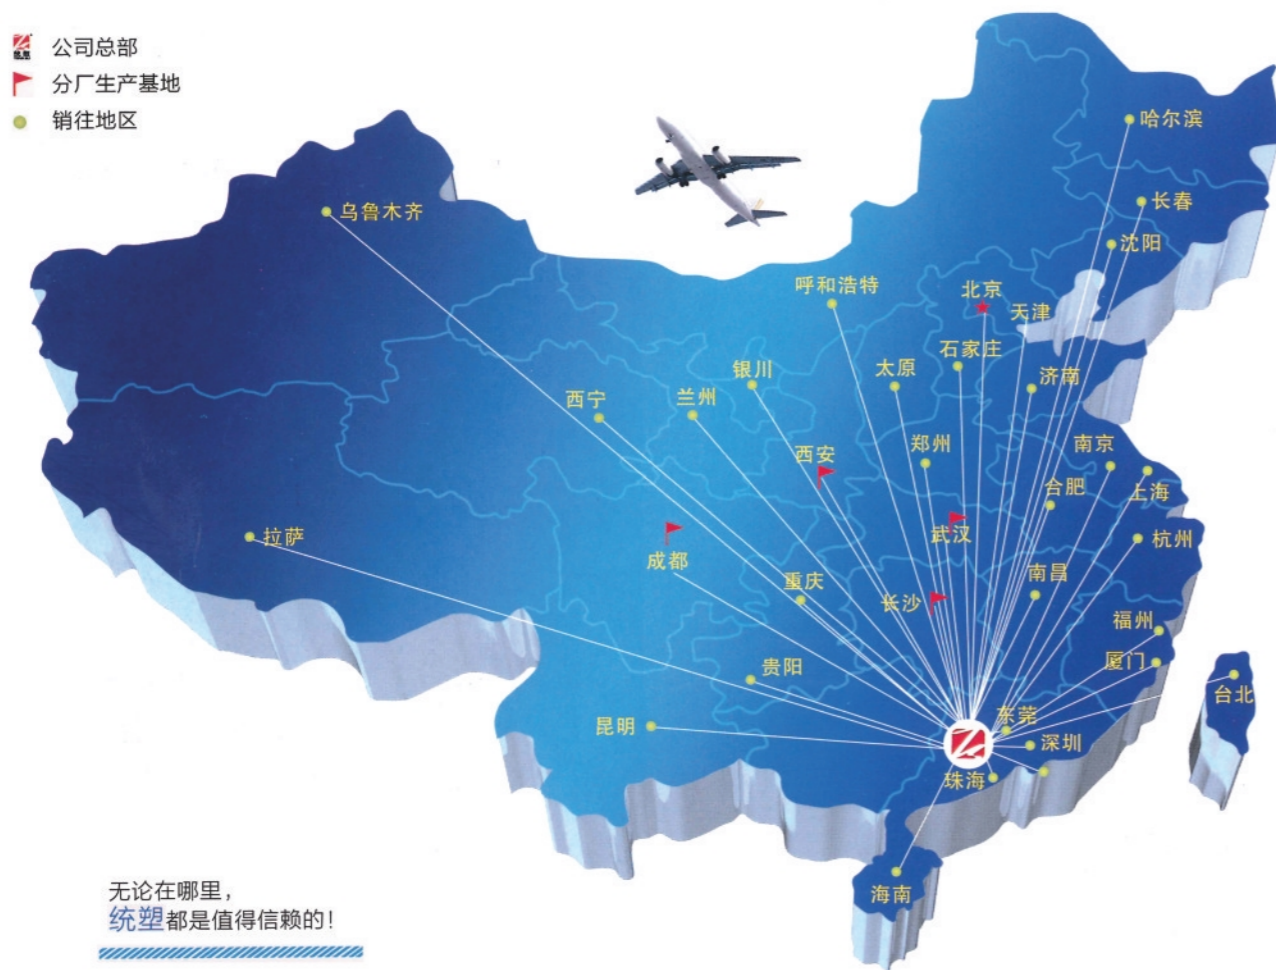 公司总部
分厂生产基地
销往地区
哈尔滨
乌鲁木齐
长春
沈阳
呼和浩特
北京
天津
石家庄
银川
太原
济南
西宁
兰州
郑州
南京
西安
合肥
上海
武汉
杭州
拉萨
成都
重庆
长沙
南昌
福州
贵阳
厦门
台北
昆明
东莞
深圳
珠海
海南
无论在哪里，
统塑都是值得信赖的！